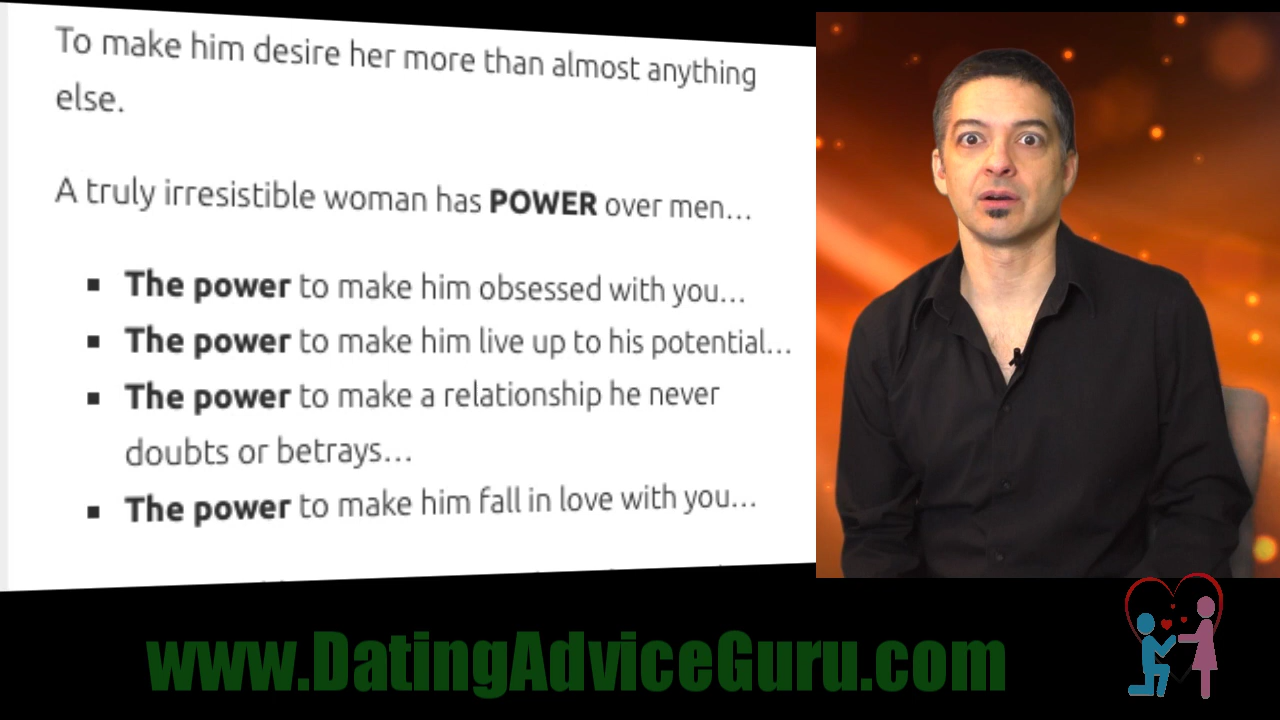 To make him desire her more than almost anything
else.
A truly irresistible woman has POWER over men...
The power to make him obsessed with you...
The power to make him live up to his potential...
The power to make a relationship he never
doubts or betrays...
The power to make him fall in love with you...
www.DatingAdviceGuru.com